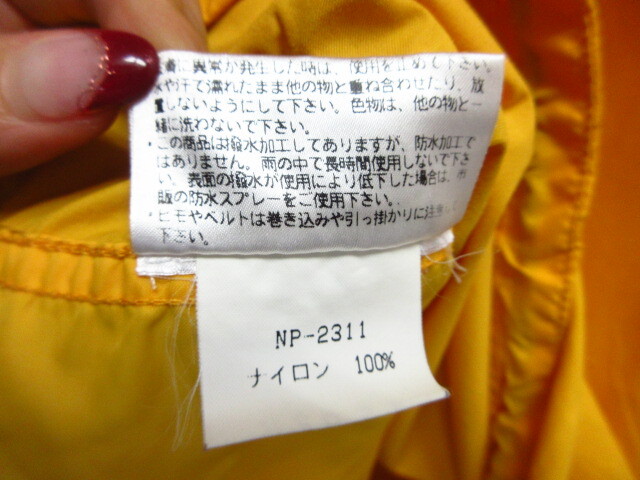 に異常が発生した時は、使用を止めて下さい。
水や汗で濡れたまま他の物と重ね合わせたり、放
置しないようにして下さい。色物は、他の物と一
緒に洗わないで下さい。
・この商品は撥水加工してありますが、防水加工で
はありません。雨の中で長時間使用しないで下さ
い。表面の撥水が使用により低下した場合は、市
販の防水スプレーをご使用下さい。
・ヒモやベルトは巻き込みや引っ掛かりに注意して
下さい。
NP-2311
ナイロン 100%